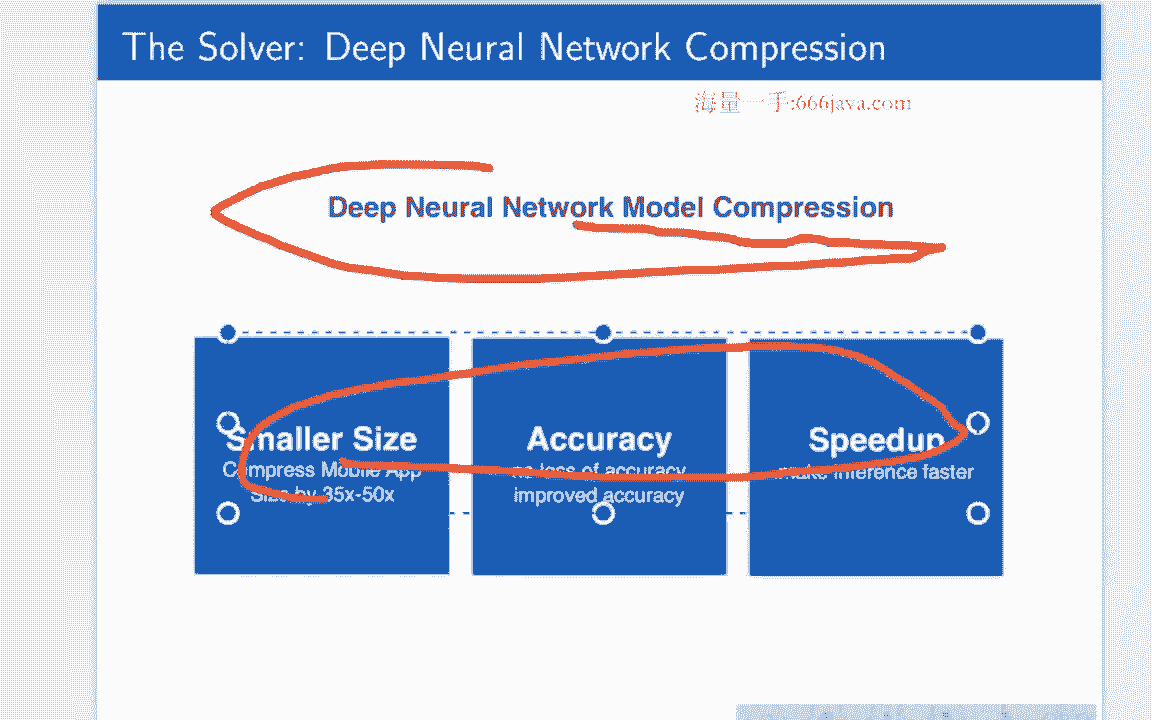 The Solver: Deep Neural Network Compression
海量一手:666java.com
Deep Neural Network Model Compression
Smaller Size
Compress Mobile App
Size by 35x-50x
Accuracy
no loss of accuracy
improved accuracy
Speedup
make inference faster